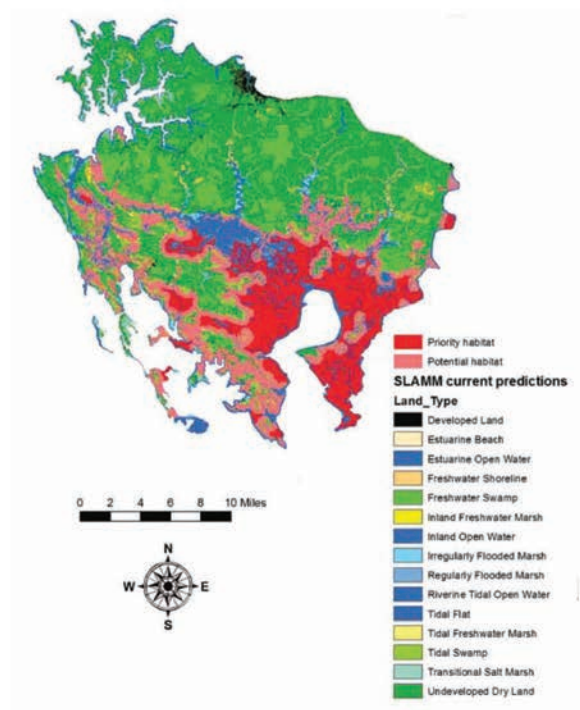 Priority habitat
Potential habitat
SLAMM current predictions
Land_Type
Developed Land
Estuarine Beach
Estuarine Open Water
Freshwater Shoreline
Freshwater Swamp
Inland Freshwater Marsh
Inland Open Water
Irregularly Flooded Marsh
Regularly Flooded Marsh
Riverine Tidal Open Water
Tidal Flat
Tidal Freshwater Marsh
Tidal Swamp
Transitional Salt Marsh
Undeveloped Dry Land
0 2 4 6 8 10 Miles
N
W E
S